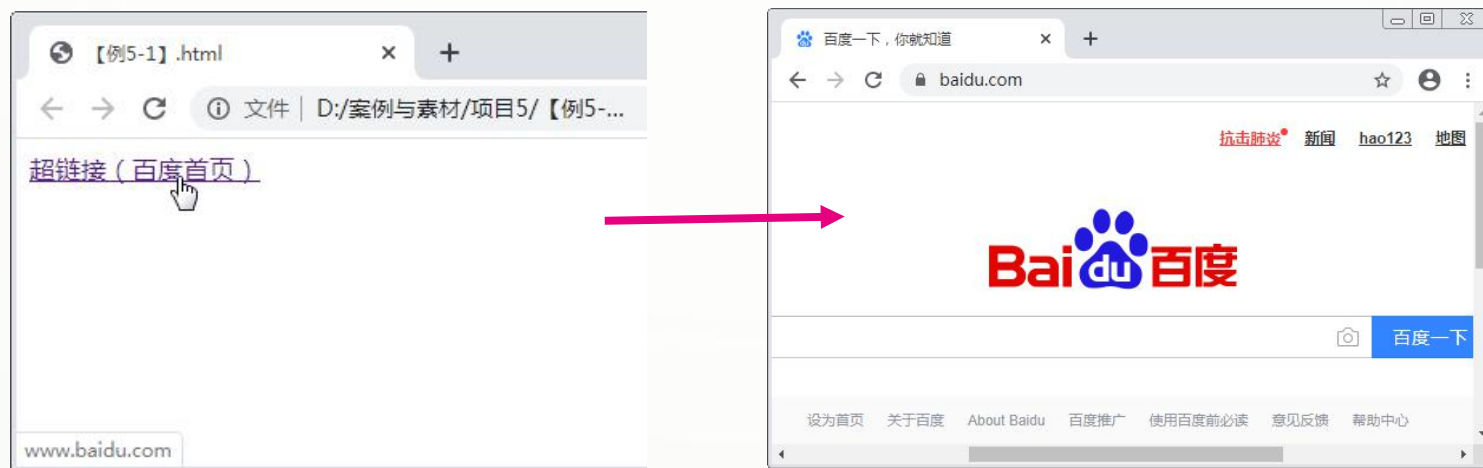 【例5-1】.html
文件 | D:/案例与素材/项目5/【例5-...
超链接（百度首页）
www.baidu.com
百度一下，你就知道
baidu.com
抗击肺炎 新闻 hao123 地图
Bai du 百度
百度一下
设为首页 关于百度 About Baidu 百度推广 使用百度前必读 意见反馈 帮助中心